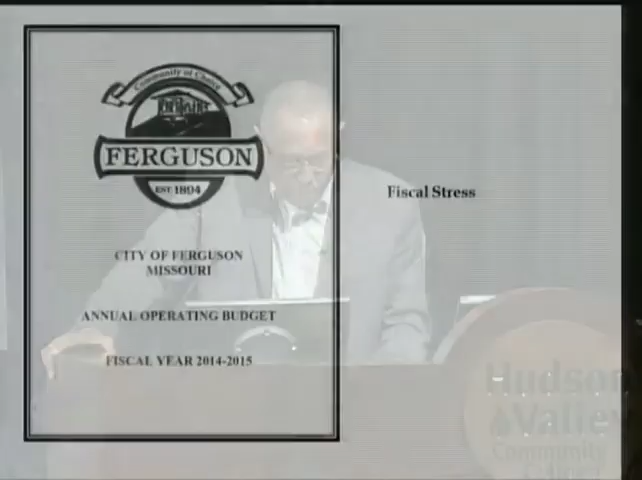 Community of Choice
FERGUSON
EST 1894
CITY OF FERGUSON
MISSOURI
ANNUAL OPERATING BUDGET
FISCAL YEAR 2014-2015
Fiscal Stress
Hudson
Valley
Community
College